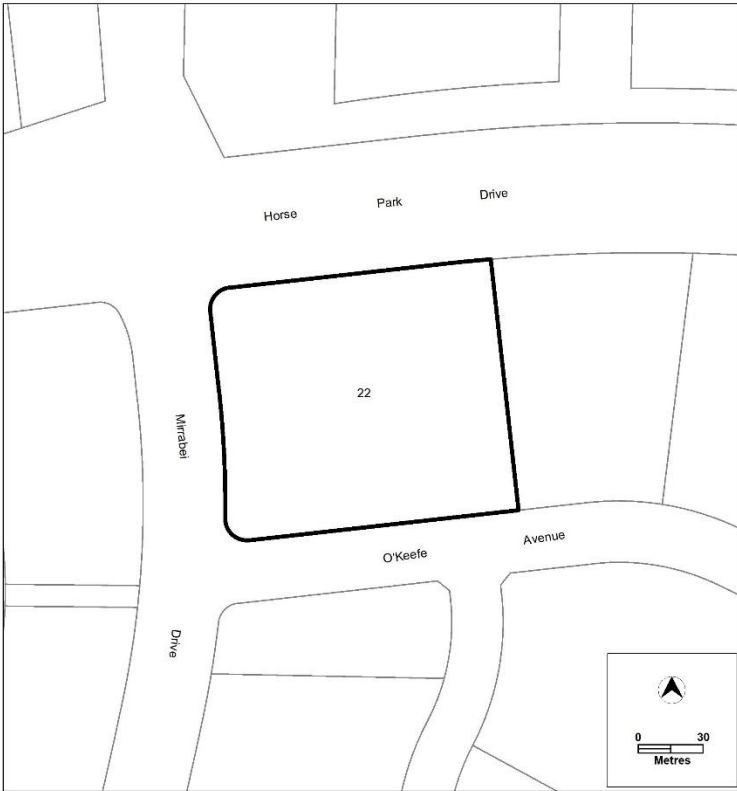 Horse Park Drive
22
Mirrabei
O'Keefe Avenue
Drive
0 30
Metres